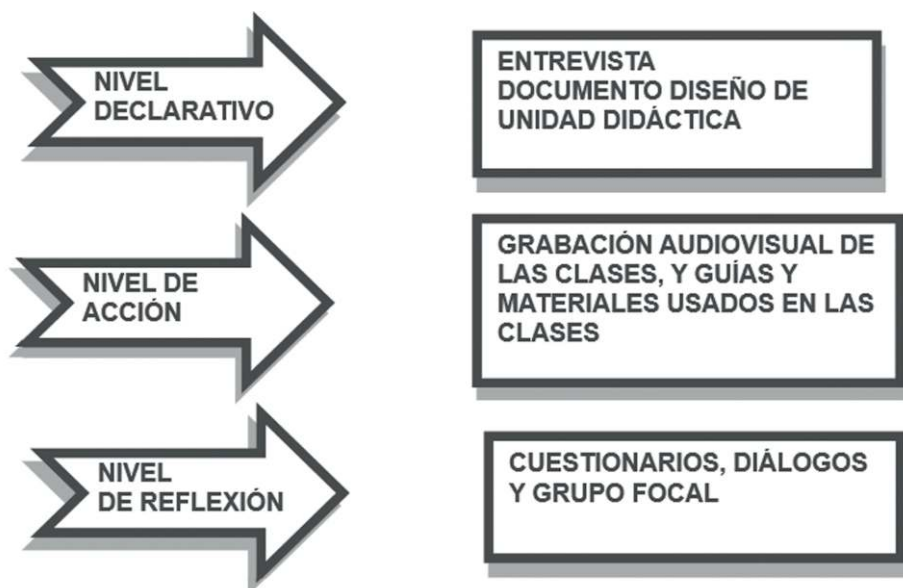 NIVEL
DECLARATIVO
ENTREVISTA
DOCUMENTO DISEÑO DE
UNIDAD DIDÁCTICA
NIVEL DE
ACCIÓN
GRABACIÓN AUDIOVISUAL DE
LAS CLASES, Y GUÍAS Y
MATERIALES USADOS EN LAS
CLASES
NIVEL
DE REFLEXIÓN
CUESTIONARIOS, DIÁLOGOS
Y GRUPO FOCAL